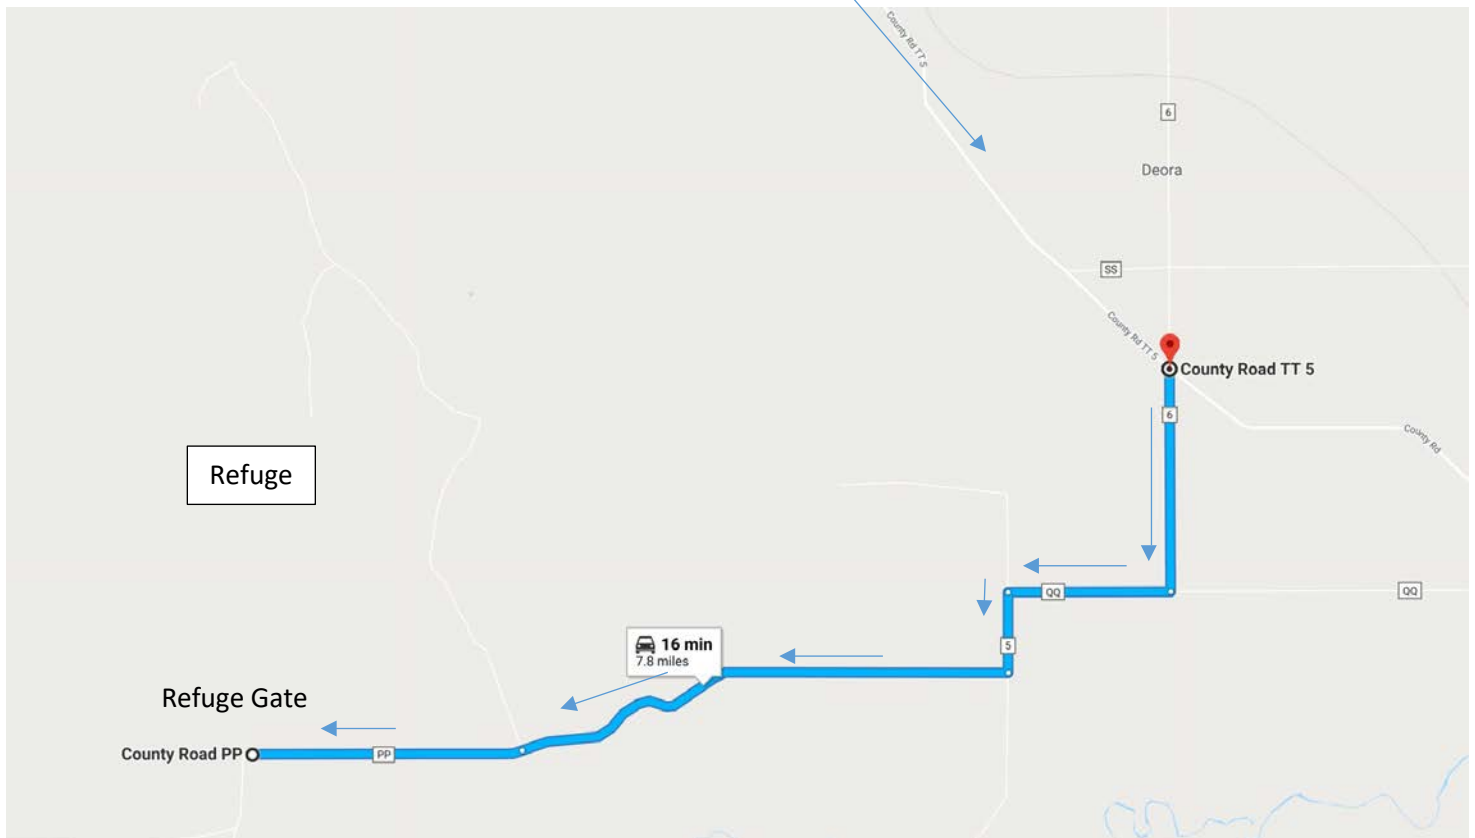 County Rd TT 5
6
Deora
SS
County Rd TT 5
County Road TT 5
6
County Rd
Refuge
QQ
QQ
5
16 min
7.8 miles
Refuge Gate
County Road PP
PP